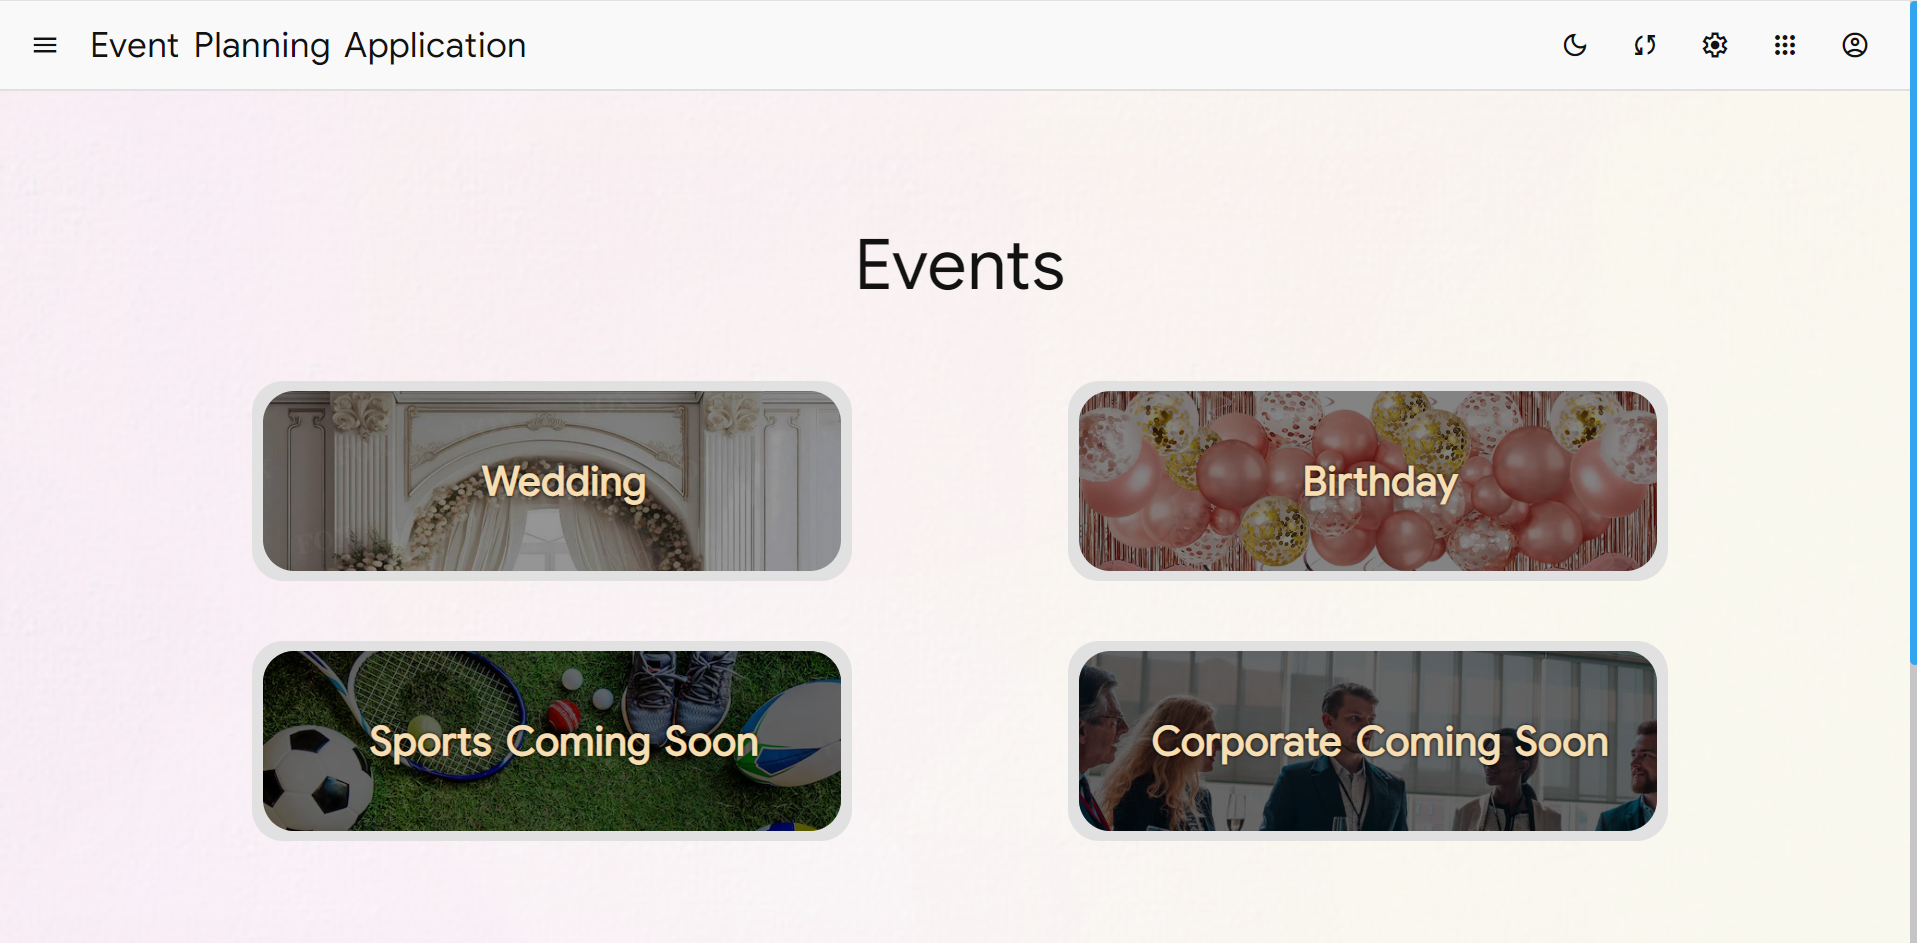 Event Planning Application
Events
Wedding
Birthday
Sports Coming Soon
Corporate Coming Soon